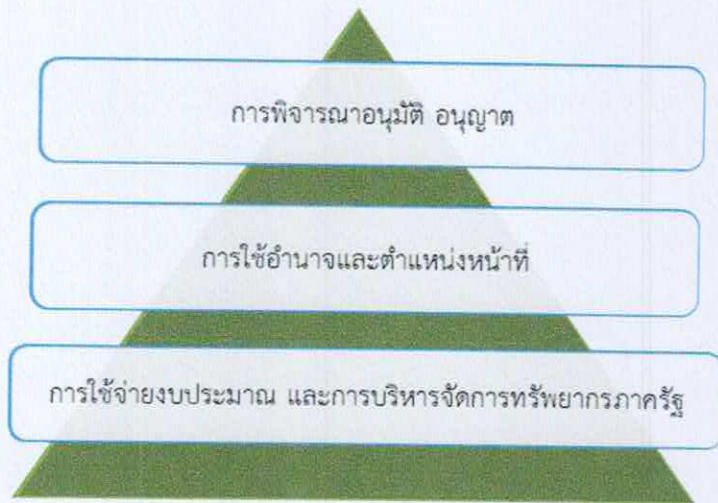 การพิจารณาอนุมัติ อนุญาต
การใช้อำนาจและตำแหน่งหน้าที่
การใช้จ่ายงบประมาณ และการบริหารจัดการทรัพยากรภาครัฐ